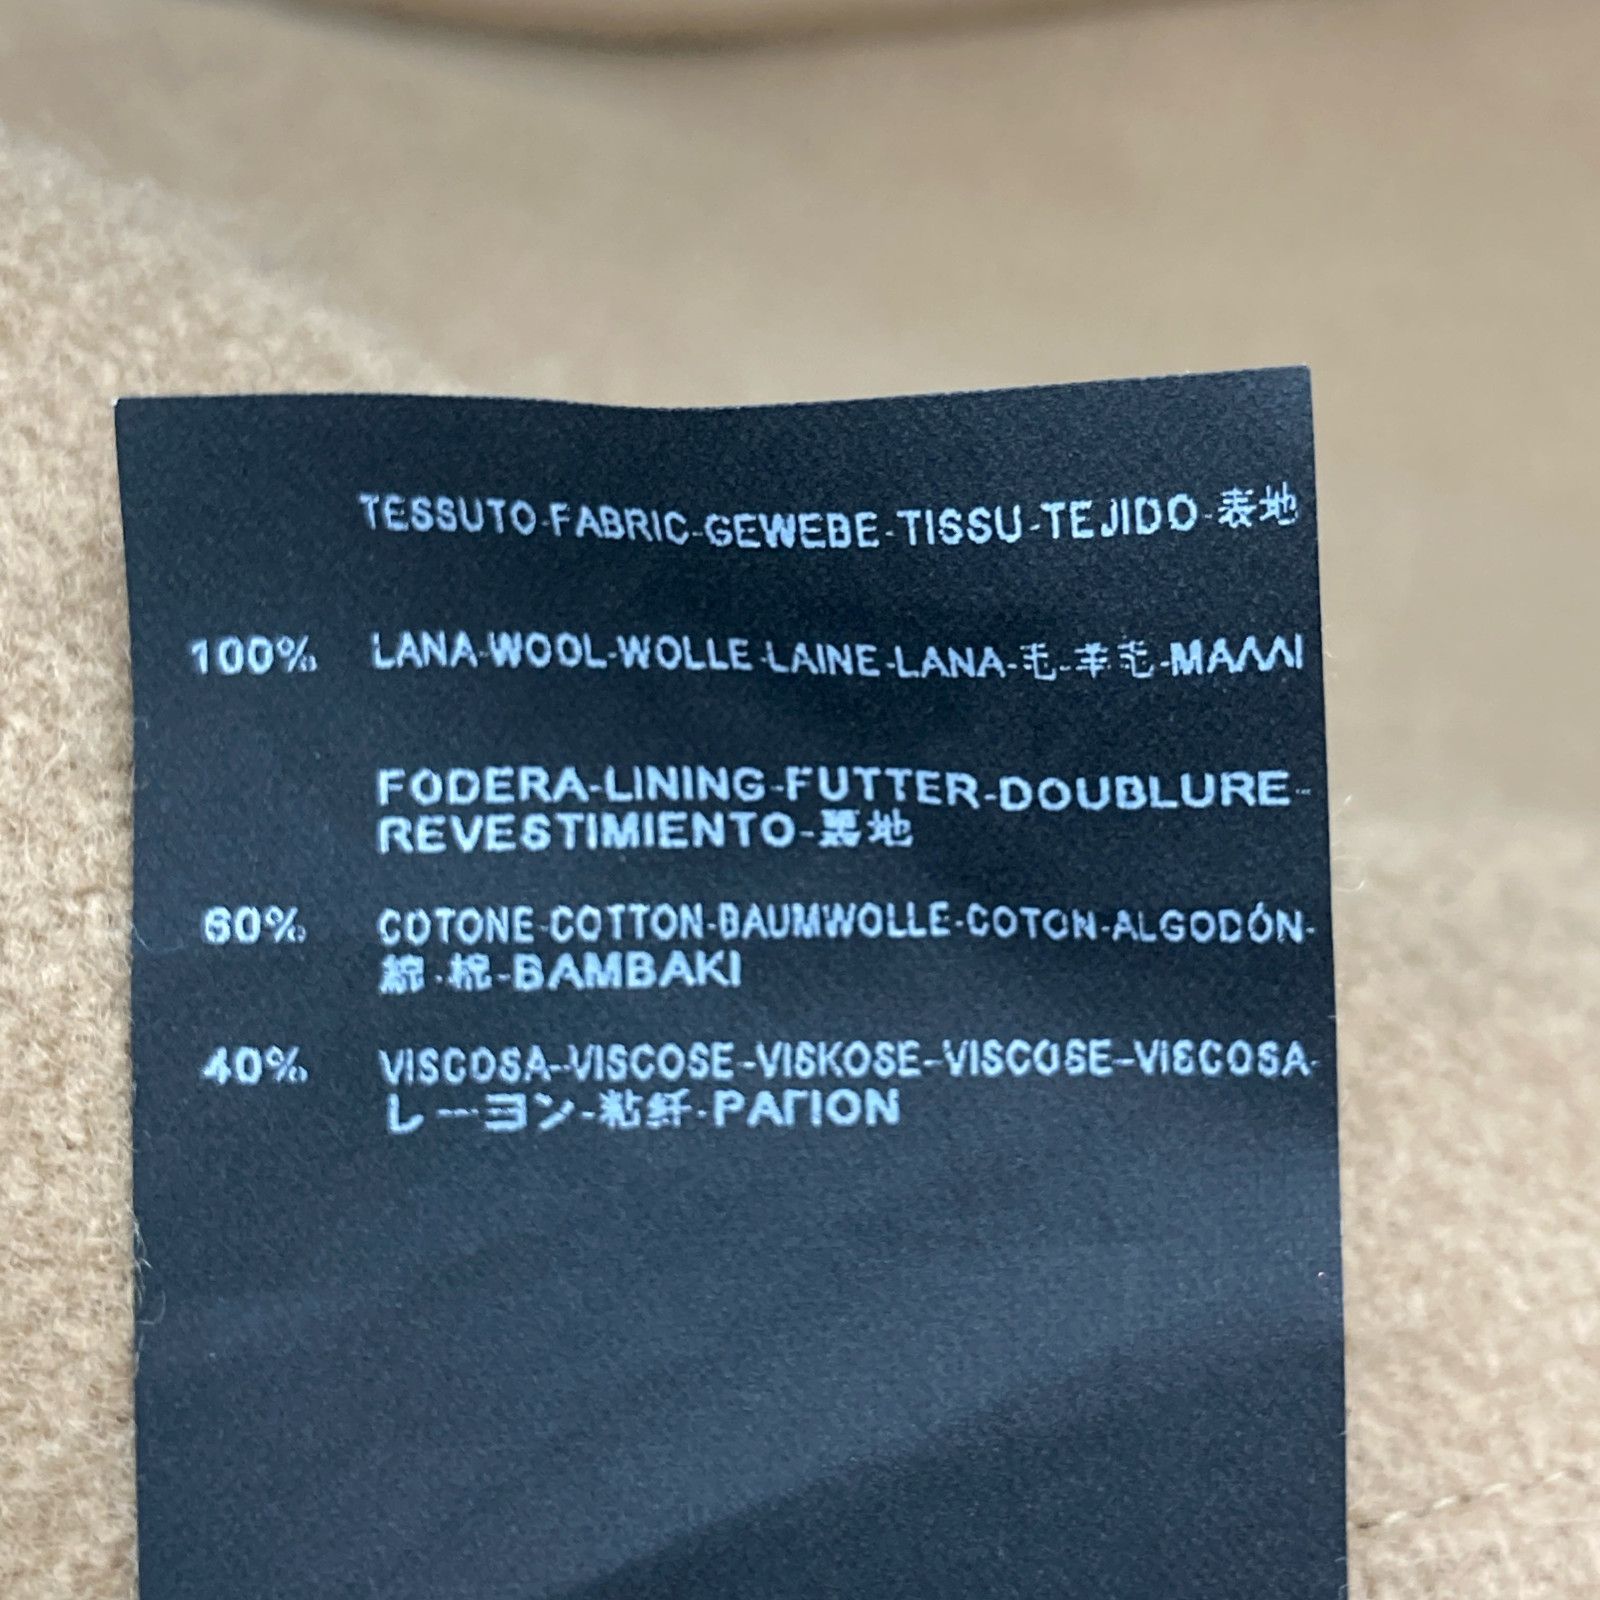 TESSUTO-FABRIC-GEWEBE-TISSU-TEJIDO-表地
100% LANA-WOOL-WOLLE-LAINE-LANA-毛-羊毛-ΜΑΛΛΙ
FODERA-LINING-FUTTER-DOUBLURE-
REVESTIMIENTO-裏地
60% COTONE-COTTON-BAUMWOLLE-COTON-ALGODÓN-
綿-棉-BAMBAKI
40% VISCOSA-VISCOSE-VISKOSE-VISCOSE-VISCOSA-
レーヨン-粘纤-ΡΑΓΙΟΝ